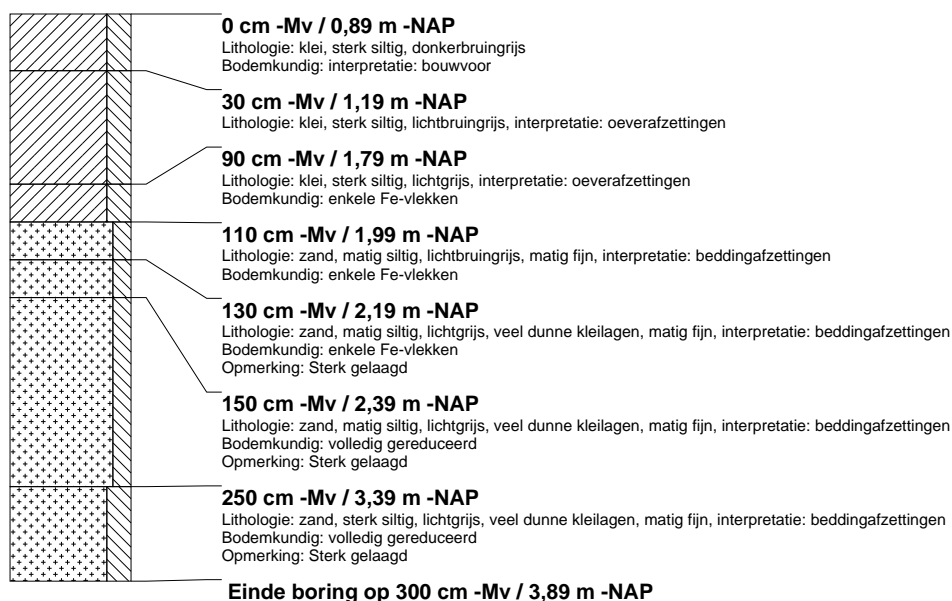 0 cm -Mv / 0,89 m -NAP
Lithologie: klei, sterk siltig, donkerbruingrijs
Bodemkundig: interpretatie: bouwvoor
30 cm -Mv / 1,19 m -NAP
Lithologie: klei, sterk siltig, lichtbruingrijs, interpretatie: oeverafzettingen
90 cm -Mv / 1,79 m -NAP
Lithologie: klei, sterk siltig, lichtgrijs, interpretatie: oeverafzettingen
Bodemkundig: enkele Fe-vlekken
110 cm -Mv / 1,99 m -NAP
Lithologie: zand, matig siltig, lichtbruingrijs, matig fijn, interpretatie: beddingafzettingen
Bodemkundig: enkele Fe-vlekken
130 cm -Mv / 2,19 m -NAP
Lithologie: zand, matig siltig, lichtgrijs, veel dunne kleilagen, matig fijn, interpretatie: beddingafzettingen
Bodemkundig: enkele Fe-vlekken
Opmerking: Sterk gelaagd
150 cm -Mv / 2,39 m -NAP
Lithologie: zand, matig siltig, lichtgrijs, veel dunne kleilagen, matig fijn, interpretatie: beddingafzettingen
Bodemkundig: volledig gereduceerd
Opmerking: Sterk gelaagd
250 cm -Mv / 3,39 m -NAP
Lithologie: zand, sterk siltig, lichtgrijs, veel dunne kleilagen, matig fijn, interpretatie: beddingafzettingen
Bodemkundig: volledig gereduceerd
Opmerking: Sterk gelaagd
Einde boring op 300 cm -Mv / 3,89 m -NAP